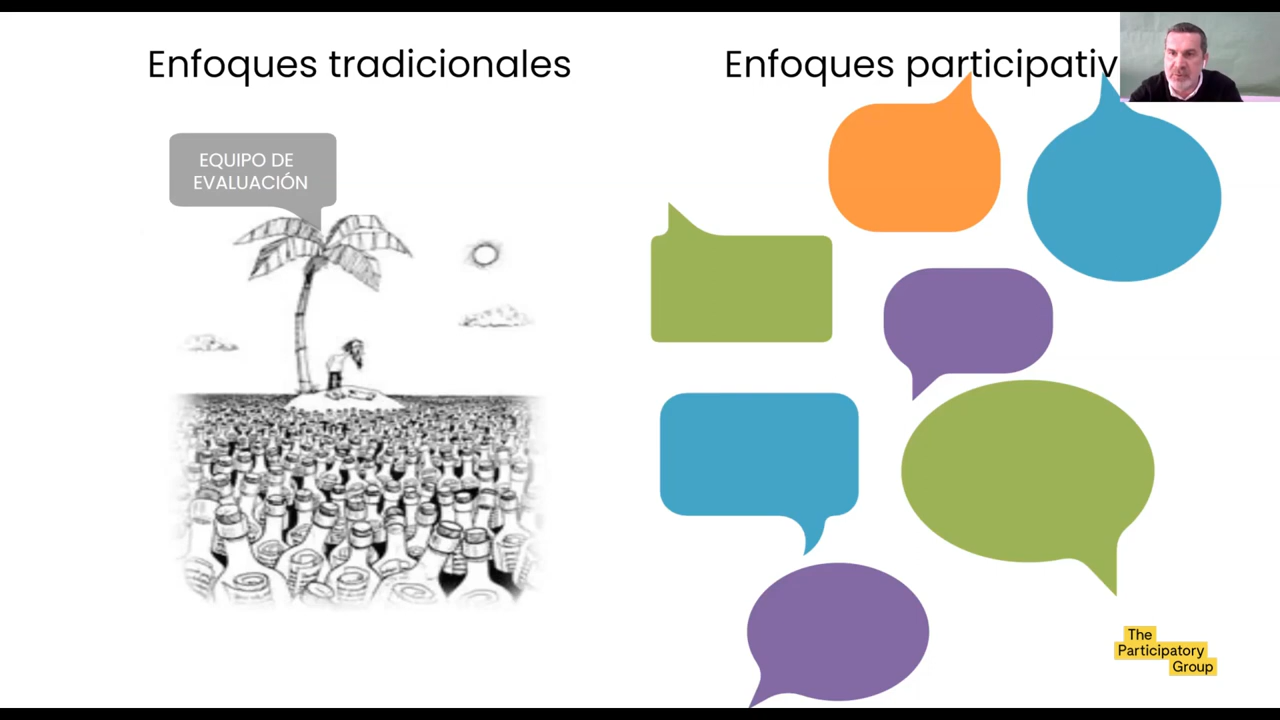 Enfoques tradicionales
Enfoques participativ
EQUIPO DE
EVALUACIÓN
The
Participatory
Group